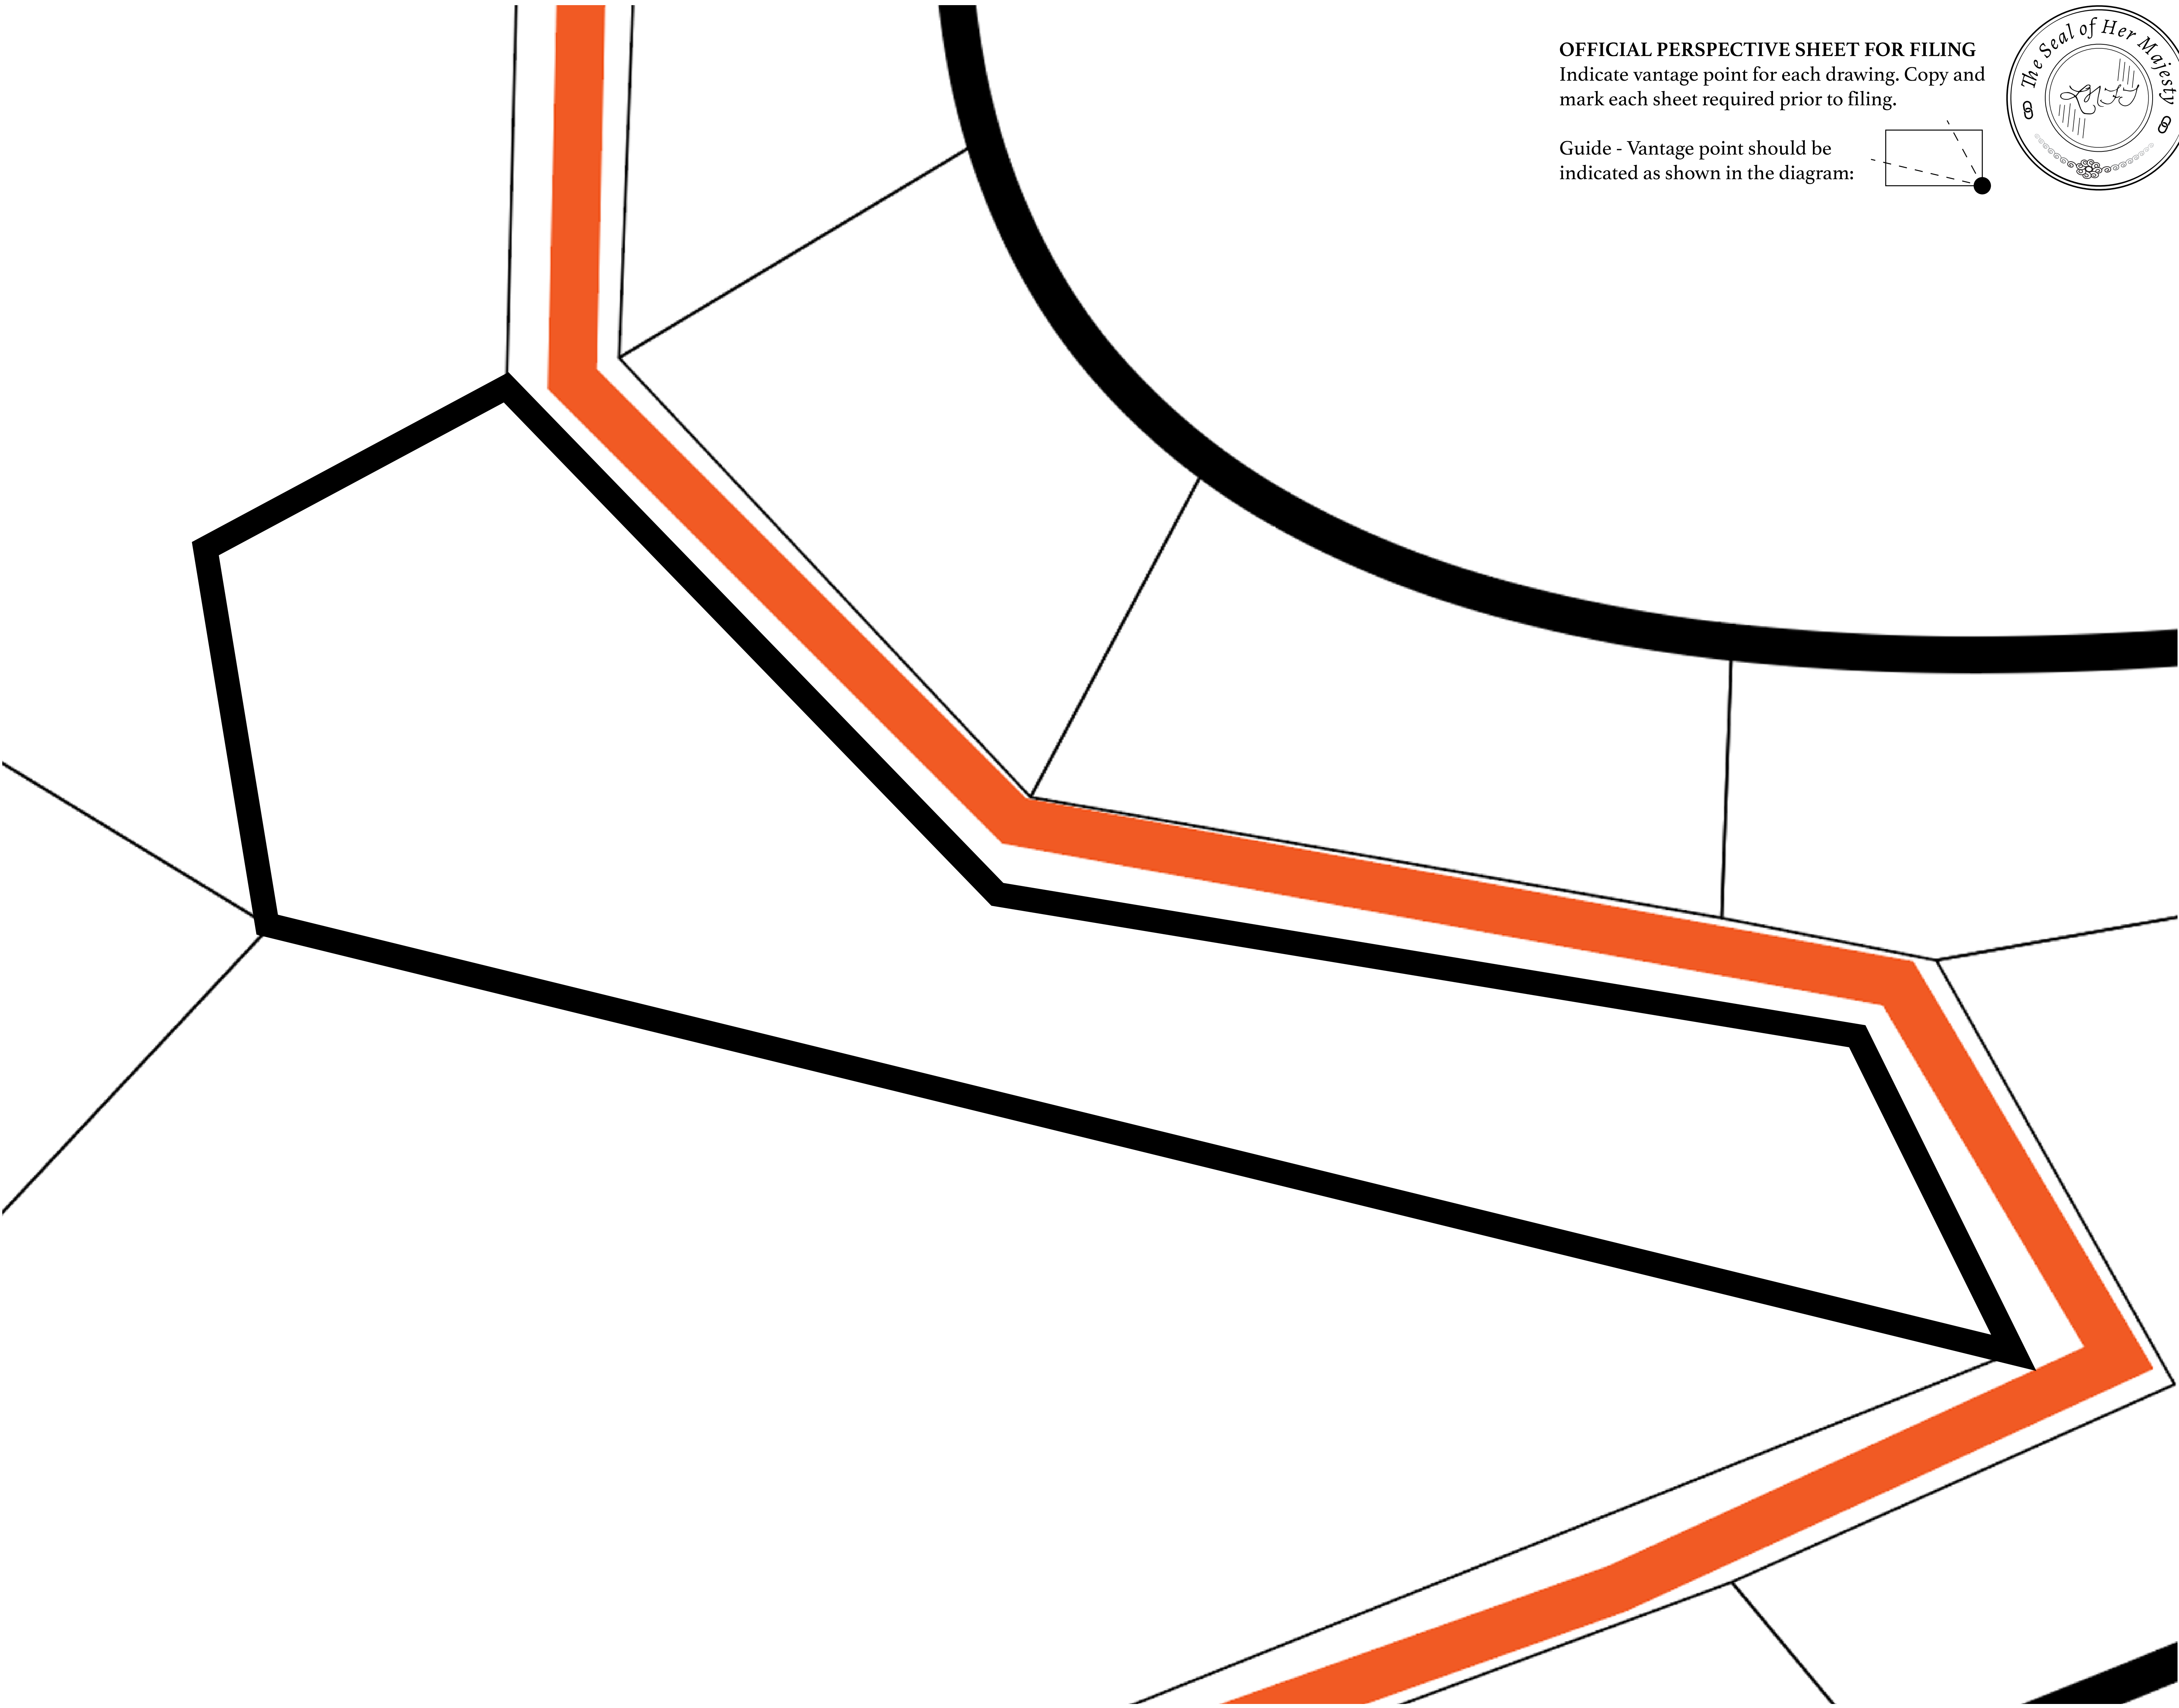 OFFICIAL PERSPECTIVE SHEET FOR FILING
Indicate vantage point for each drawing. Copy and
mark each sheet required prior to filing.
Guide - Vantage point should be
indicated as shown in the diagram:
The Seal of Her Majesty